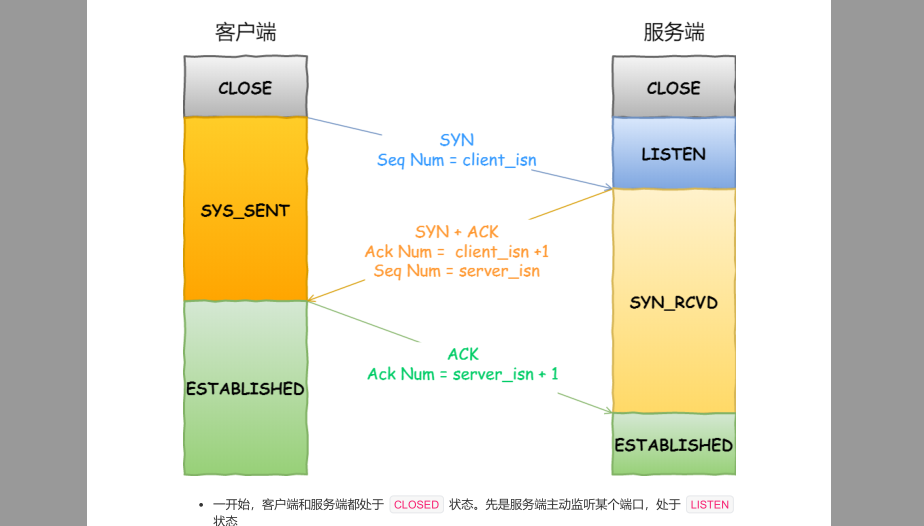 客户端
服务端
CLOSE
CLOSE
SYN
Seq Num = client_isn
LISTEN
SYS_SENT
SYN + ACK
Ack Num = client_isn +1
Seq Num = server_isn
SYN_RCVD
ACK
Ack Num = server_isn + 1
ESTABLISHED
ESTABLISHED
• 一开始，客户端和服务端都处于 CLOSED 状态。先是服务端主动监听某个端口，处于 LISTEN
状态